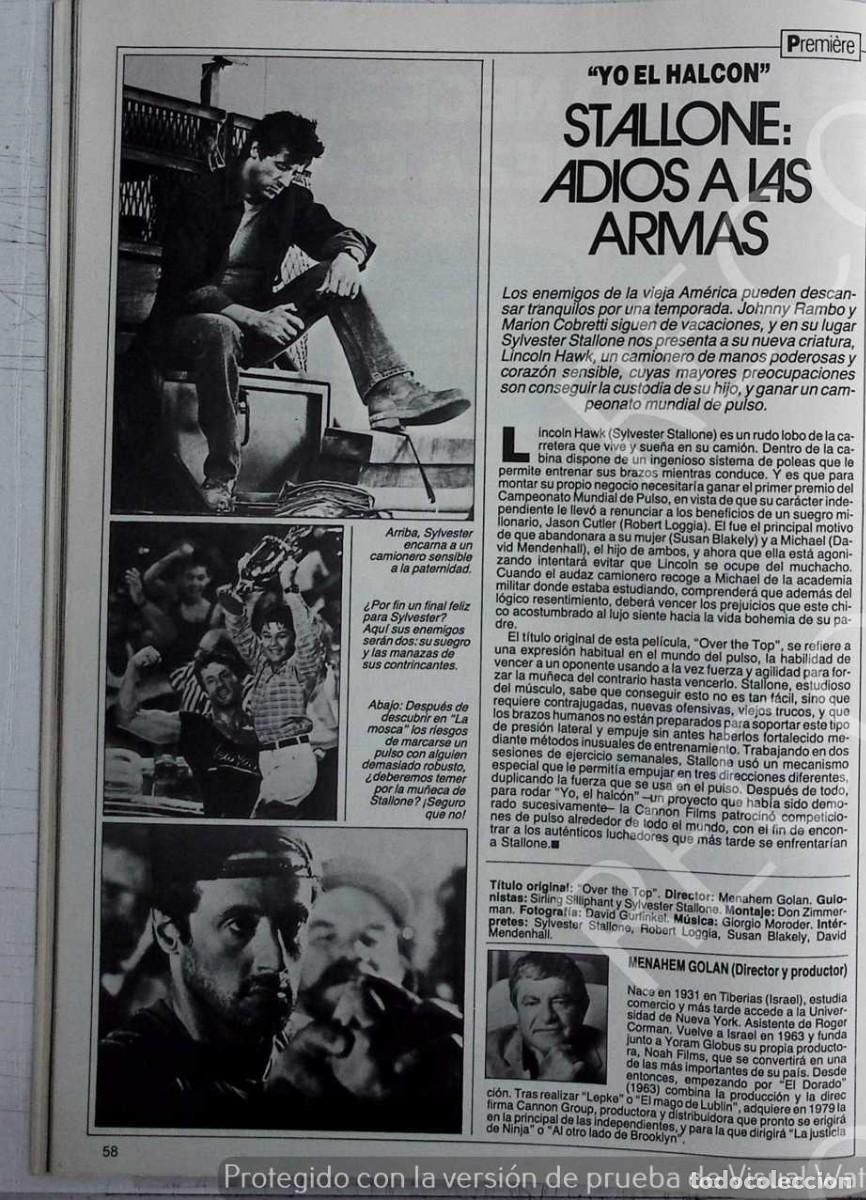 Première
"YO EL HALCON"
STALLONE:
ADIOS A LAS
ARMAS
Los enemigos de la vieja América pueden descan-
sar tranquilos por una temporada. Johnny Rambo y
Marion Cobretti siguen de vacaciones, y en su lugar
Sylvester Stallone nos presenta a su nueva criatura,
Lincoln Hawk, un camionero de manos poderosas y
corazón sensible, cuyas mayores preocupaciones
son conseguir la custodia de su hijo, y ganar un cam-
peonato mundial de pulso.
Lincoln Hawk (Sylvester Stallone) es un rudo lobo de la ca-
rretera que vive y sueña en su camión. Dentro de la ca-
bina dispone de un ingenioso sistema de poleas que le
permite entrenar sus brazos mientras conduce. Y es que para
montar su propio negocio necesitaría ganar el primer premio del
Campeonato Mundial de Pulso, en vista de que su carácter inde-
pendiente le llevó a renunciar a los beneficios de un suegro mi-
llonario, Jason Cutler (Robert Loggia). El fue el principal motivo
de que abandonara a su mujer (Susan Blakely) y a Michael (Da-
vid Mendenhall), el hijo de ambos, y ahora que ella está agoni-
zando intentará evitar que Lincoln se ocupe del muchacho.
Cuando el audaz camionero recoge a Michael de la academia
militar donde estaba estudiando, comprenderá que además del
lógico resentimiento, deberá vencer los prejuicios que este chi-
co acostumbrado al lujo siente hacia la vida bohemia de su pa-
dre.
El título original de esta película, "Over the Top", se refiere a
una expresión habitual en el mundo del pulso, la habilidad de
vencer a un oponente usando a la vez fuerza y agilidad para for-
zar la muñeca del contrario hasta vencerlo. Stallone, estudioso
del músculo, sabe que conseguir esto no es tan fácil, sino que
requiere contrajugadas, nuevas ofensivas, viejos trucos, y que
los brazos humanos no están preparados para soportar este tipo
de presión lateral y empuje sin antes haberlos fortalecido me-
diante métodos inusuales de entrenamiento. Trabajando en dos
sesiones de ejercicio semanales, Stallone usó un mecanismo
especial que le permitía empujar en tres direcciones diferentes,
duplicando la fuerza que se usa en el pulso. Después de todo,
para rodar "Yo, el halcón" —un proyecto que había sido demo-
rado sucesivamente— la Cannon Films patrocinó competicio-
nes de pulso alrededor de todo el mundo, con el fin de encon-
trar a los auténticos luchadores que más tarde se enfrentarían
a Stallone.■
Arriba, Sylvester
encarna a un
camionero sensible
a la paternidad.
¿Por fin un final feliz
para Sylvester?
Aquí sus enemigos
serán dos: su suegro
y las manazas de
sus contrincantes.
Abajo: Después de
descubrir en "La
mosca" los riesgos
de marcarse un
pulso con alguien
demasiado robusto,
¿deberemos temer
por la muñeca de
Stallone? ¡Seguro
que no!
Título original: "Over the Top". Director: Menahem Golan. Guio-
nistas: Sirling Silliphant y Sylvester Stallone. Montaje: Don Zimmer-
man. Fotografía: David Gurfinkel. Música: Giorgio Moroder. Intér-
pretes: Sylvester Stallone, Robert Loggia, Susan Blakely, David
Mendenhall.
MENAHEM GOLAN (Director y productor)
Nace en 1931 en Tiberias (Israel), estudia
comercio y más tarde accede a la Univer-
sidad de Nueva York. Asistente de Roger
Corman. Vuelve a Israel en 1963 y funda
junto a Yoram Globus su propia producto-
ra, Noah Films, que se convertirá en una
de las más importantes de su país. Desde
entonces, empezando por "El Dorado"
(1963) combina la producción y la direc
ción. Tras realizar "Lepke" o "El mago de Lublin", adquiere en 1979 la
firma Cannon Group, productora y distribuidora que pronto se erigirá
en la principal de las independientes, y para la que dirigirá "La justicia
de Ninja" o "Al otro lado de Brooklyn".
58
Protegido con la versión de prueba de Visual Wat
todocoleccion